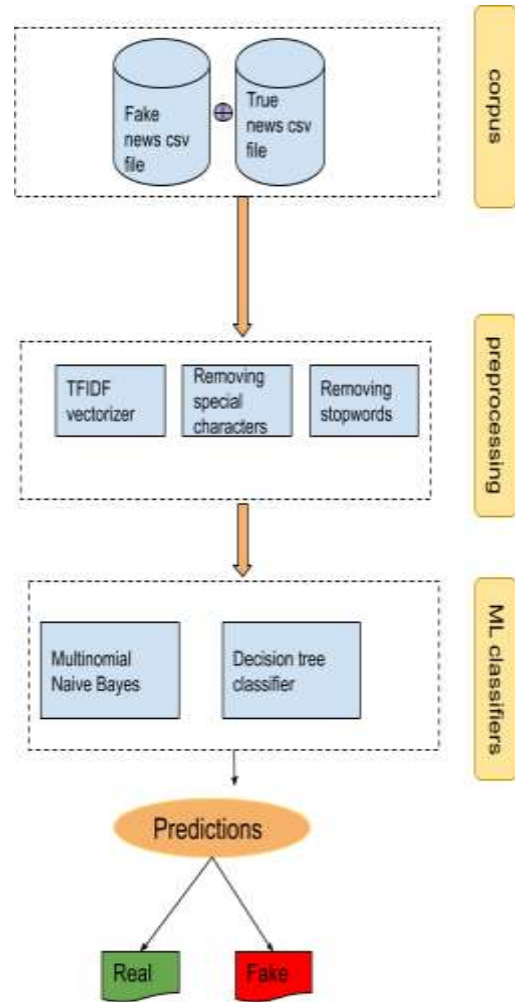 Fake
news csv
file
True
news csv
file
corpus
TFIDF
vectorizer
Removing
special
characters
Removing
stopwords
preprocessing
Multinomial
Naive Bayes
Decision tree
classifier
ML classifiers
Predictions
Real
Fake